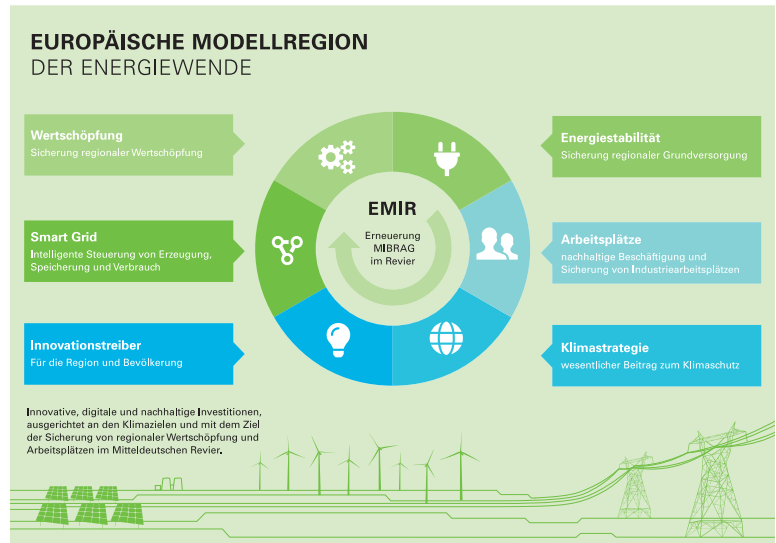 EUROPÄISCHE MODELLREGION
DER ENERGIEWENDE
Wertschöpfung
Sicherung regionaler Wertschöpfung
Smart Grid
Intelligente Steuerung von Erzeugung,
Speicherung und Verbrauch
Innovationstreiber
Für die Region und Bevölkerung
EMIR
Erneuerung
MIBRAG
im Revier
Energiestabilität
Sicherung regionaler Grundversorgung
Arbeitsplätze
nachhaltige Beschäftigung und
Sicherung von Industriearbeitsplätzen
Klimastrategie
wesentlicher Beitrag zum Klimaschutz
Innovative, digitale und nachhaltige Investitionen,
ausgerichtet an den Klimazielen und mit dem Ziel
der Sicherung von regionaler Wertschöpfung und
Arbeitsplätzen im Mitteldeutschen Revier.